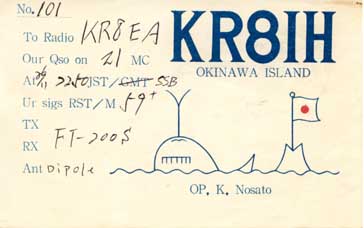 No. 101
KR8IH
To Radio KR8EA
Our Qso on 21 MC
OKINAWA ISLAND
At 2250 JST/GMT SSB
Ur sigs RST/M 59+
TX
RX FT-200S
Ant Dipole
OP. K. Nosato